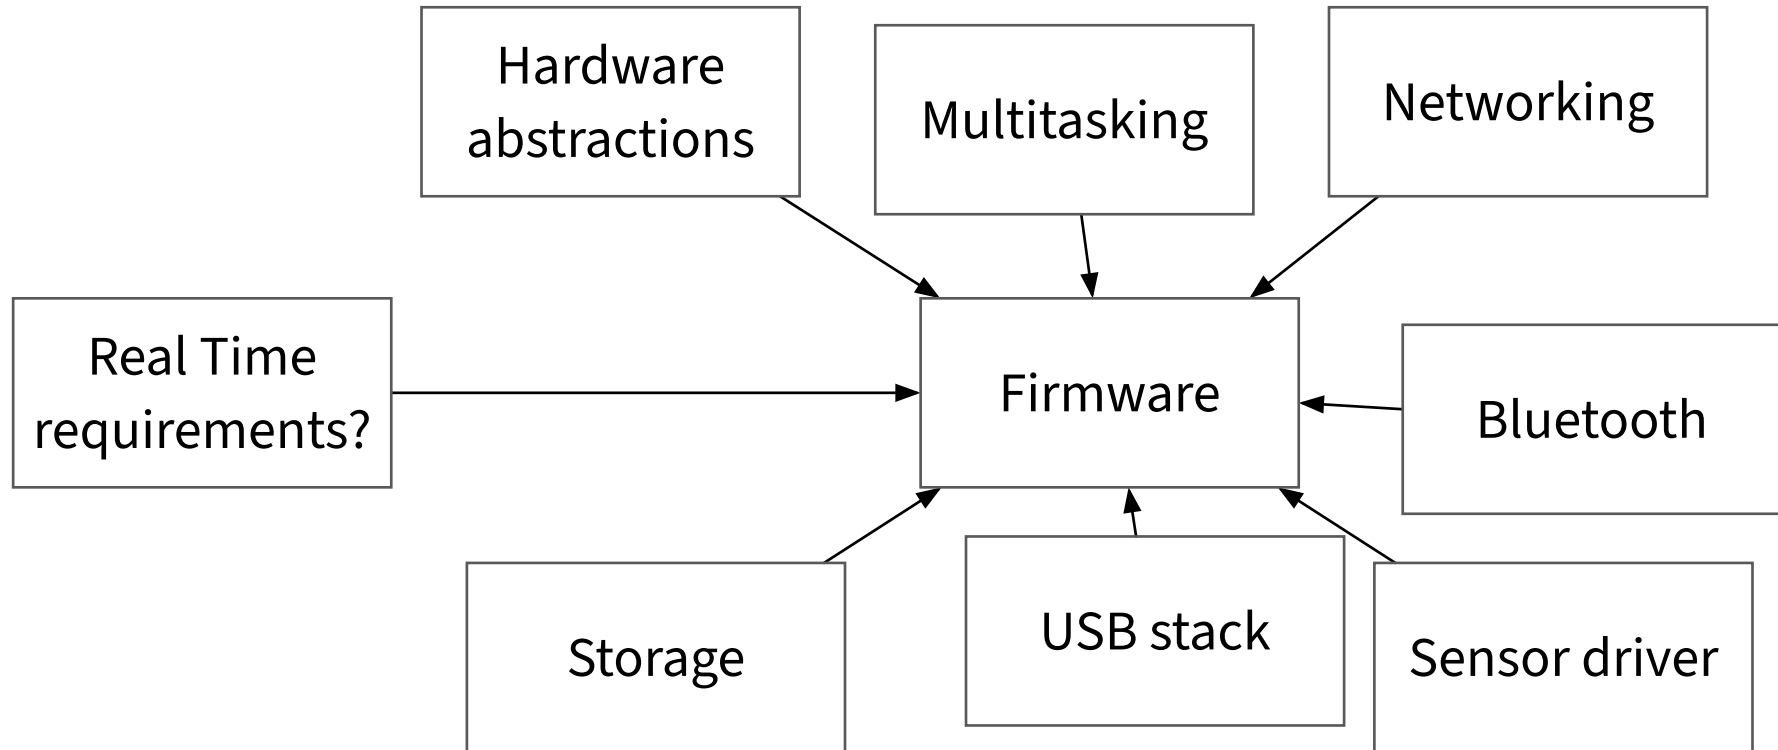 Hardware
abstractions
Multitasking
Networking
Real Time
requirements?
Firmware
Bluetooth
Storage
USB stack
Sensor driver